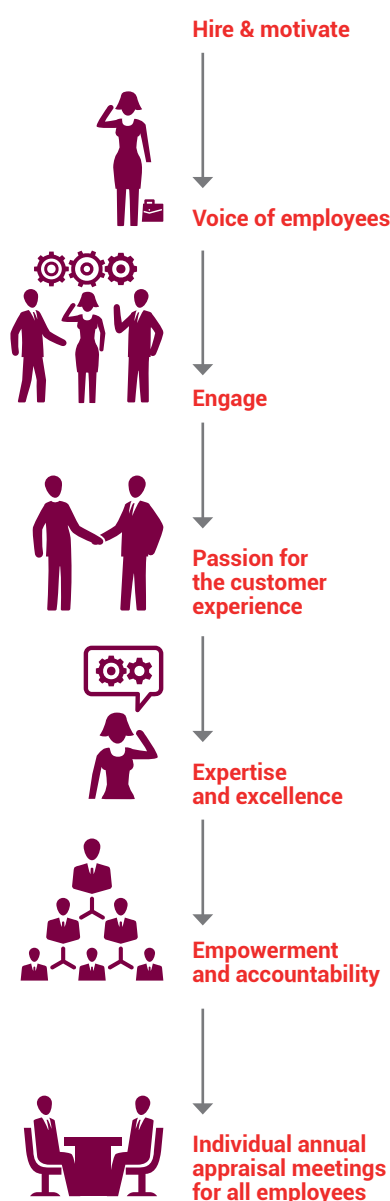 Hire & motivate
Voice of employees
Engage
Passion for
the customer
experience
Expertise
and excellence
Empowerment
and accountability
Individual annual
appraisal meetings
for all employees